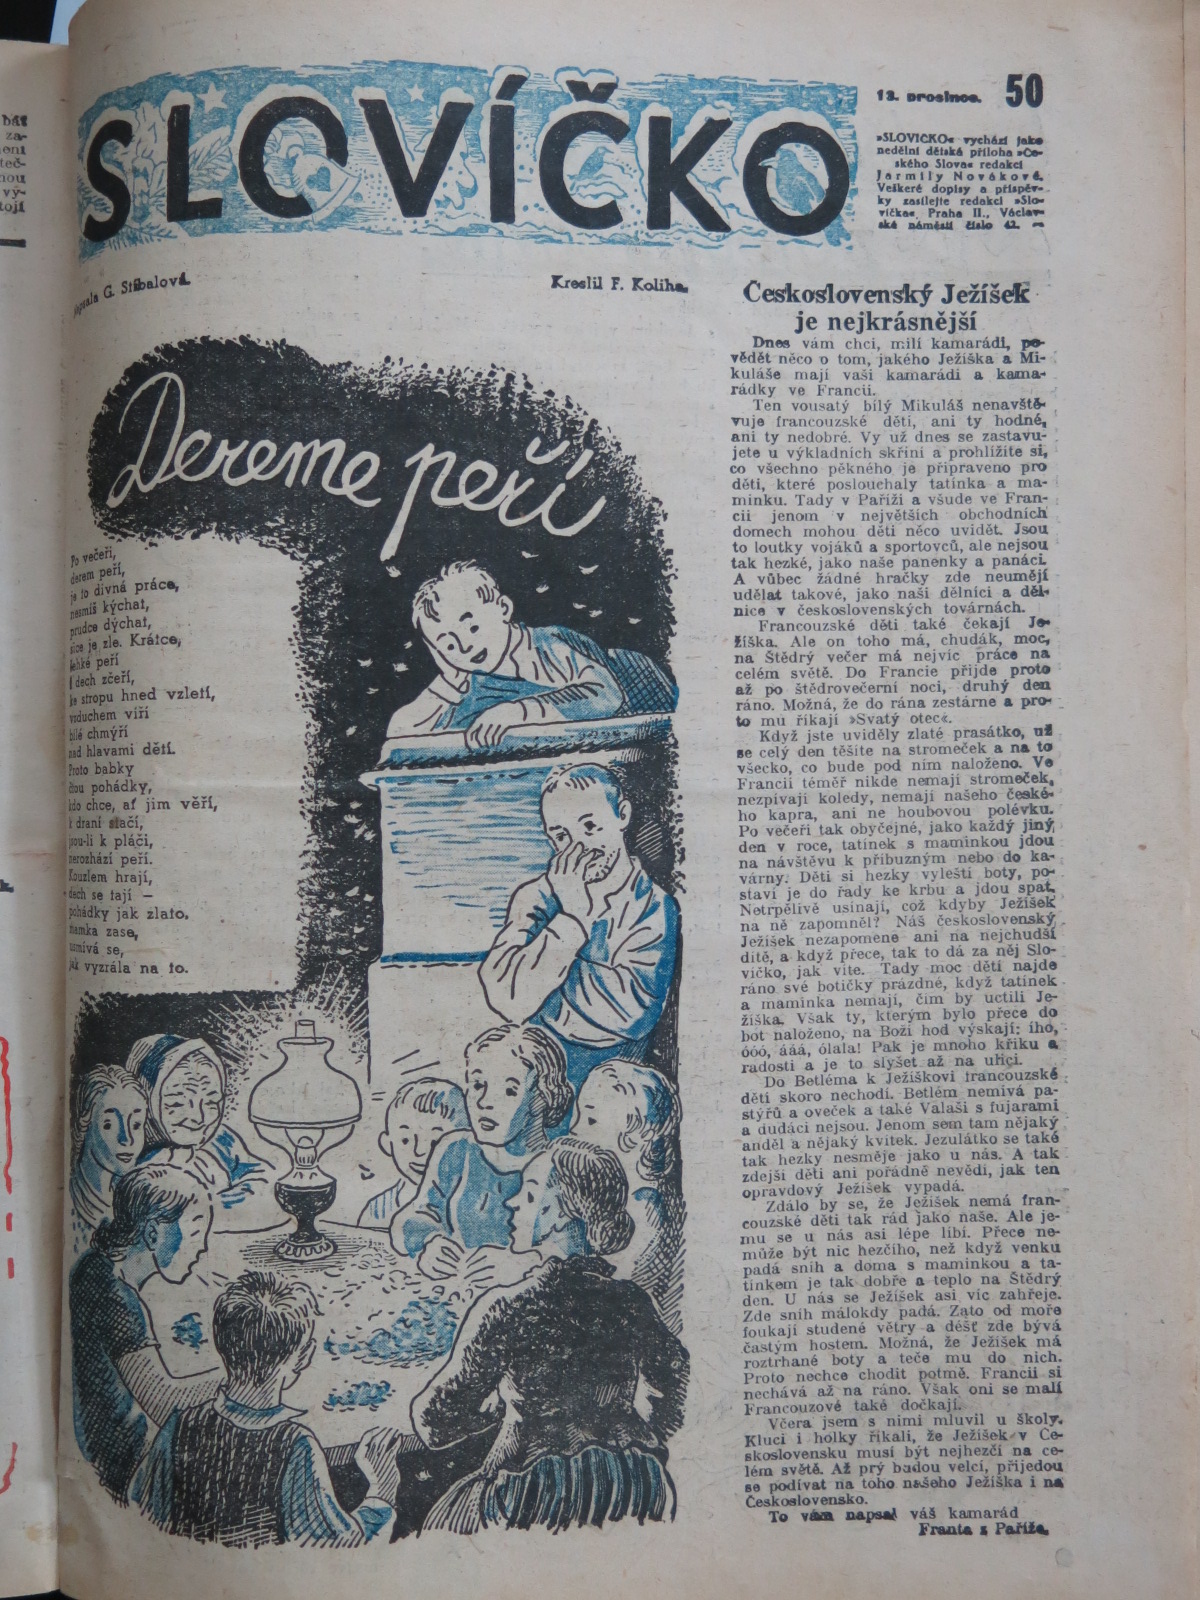 SLOVÍČKO
13. prosince. 50
»SLOVÍČKO« vychází jako
nedělní dětská příloha »Če-
ského Slova« redakcí
Jarmily Novákové.
Veškeré dopisy a příspěv-
ky zasílejte redakci »Slo-
víčka«, Praha II., Václav-
ské náměstí číslo 42. —
G. Stíbalová.
Kreslil F. Koliha.
Dereme peří
Po večeři,
derem peří,
je to divná práce,
nesmíš kýchat,
prudce dýchat,
sice je zle. Krátce,
lehké peří
i dech zčeří,
ke stropu hned vzletí,
vzduchem víří
bílé chmýří
nad hlavami dětí.
Proto babky
čtou pohádky,
kdo chce, ať jim věří,
k draní stačí,
jsou-li k pláči,
nerozhází peří.
Kouzlem hrají,
dech se tají —
pohádky jak zlato.
mamka zase,
usmívá se,
jak vyzrála na to.
Československý Ježíšek
je nejkrásnější
Dnes vám chci, milí kamarádi, po-
vědět něco o tom, jakého Ježíška a Mi-
kuláše mají vaši kamarádi a kama-
rádky ve Francii.
Ten vousatý bílý Mikuláš nenavště-
vuje francouzské děti, ani ty hodné,
ani ty nedobré. Vy už dnes se zastavu-
jete u výkladních skříní a prohlížíte si,
co všechno pěkného je připraveno pro
děti, které poslouchaly tatínka a ma-
minku. Tady v Paříži a všude ve Fran-
cii jenom v největších obchodních
domech mohou děti něco uvidět. Jsou
to loutky vojáků a sportovců, ale nejsou
tak hezké, jako naše panenky a panáci.
A vůbec žádné hračky zde neumějí
udělat takové, jako naši dělníci a děl-
nice v československých továrnách.
Francouzské děti také čekají Je-
žíška. Ale on toho má, chudák, moc,
na Štědrý večer má nejvíc práce na
celém světě. Do Francie přijde proto
až po štědrovečerní noci, druhý den
ráno. Možná, že do rána zestárne a pro-
to mu říkají »Svatý otec«.
Když jste uviděly zlaté prasátko, už
se celý den těšíte na stromeček a na to
všecko, co bude pod ním naloženo. Ve
Francii téměř nikde nemají stromeček,
nezpívají koledy, nemají našeho české-
ho kapra, ani ne houbovou polévku.
Po večeři tak obyčejné, jako každý jiný
den v roce, tatínek s maminkou jdou
na návštěvu k příbuzným nebo do ka-
várny. Děti si hezky vyleští boty, po-
staví je do řady ke krbu a jdou spat.
Netrpělivě usínají, což kdyby Ježíšek
na ně zapomněl? Náš československý
Ježíšek nezapomene ani na nejchudší
dítě, a když přece, tak to dá za něj Slo-
víčko, jak víte. Tady moc dětí najde
ráno své botičky prázdné, když tatínek
a maminka nemají, čím by uctili Je-
žíška. Však ty, kterým bylo přece do
bot naloženo, na Boží hod výskají: ího,
óóó, ááá, ólala! Pak je mnoho křiku a
radosti a je to slyšet až na ulici.
Do Betléma k Ježíškovi francouzské
děti skoro nechodí. Betlém nemívá pa-
stýřů a oveček a také Valaši s fujarami
a dudáci nejsou. Jenom sem tam nějaký
anděl a nějaký kvítek. Jezulátko se také
tak hezky nesměje jako u nás. A tak
zdejší děti ani pořádně nevědí, jak ten
opravdový Ježíšek vypadá.
Zdálo by se, že Ježíšek nemá fran-
couzské děti tak rád jako naše. Ale je-
mu se u nás asi lépe líbí. Přece ne-
může být nic hezčího, než když venku
padá sníh a doma s maminkou a ta-
tínkem je tak dobře a teplo na Štědrý
den. U nás se Ježíšek asi víc zahřeje.
Zde sníh málokdy padá. Zato od moře
foukají studené větry a déšť zde bývá
častým hostem. Možná, že Ježíšek má
roztrhané boty a teče mu do nich.
Proto nechce chodit potmě. Francii si
nechává až na ráno. Však oni se malí
Francouzové také dočkají.
Včera jsem s nimi mluvil u školy.
Kluci i holky říkali, že Ježíšek v Če-
skoslovensku musí být nejhezčí na ce-
lém světě. Až prý budou velcí, přijedou
se podívat na toho našeho Ježíška i na
Československo.
To vám napsal váš kamarád
Franta z Paříže.